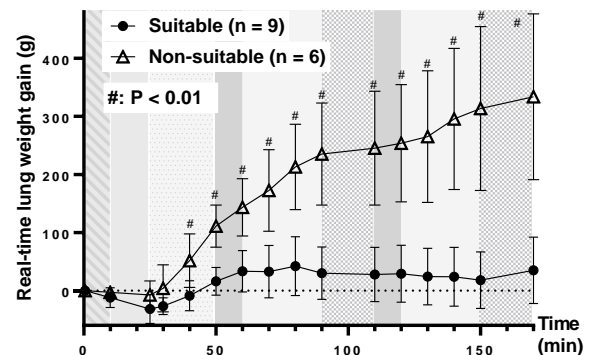 Real-time lung weight gain (g)
400
300
200
100
0
Suitable (n = 9)
Non-suitable (n = 6)
#: P < 0.01
# # # # # # # # # # # # #
0 50 100 150
Time
(min)